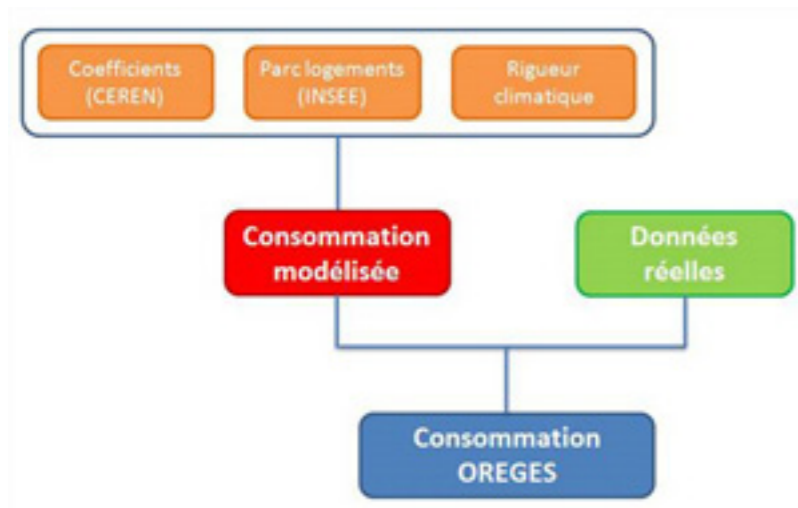 Coefficients
(CEREN)
Parc logements
(INSEE)
Rigueur
climatique
Consommation
modélisée
Données
réelles
Consommation
OREGES